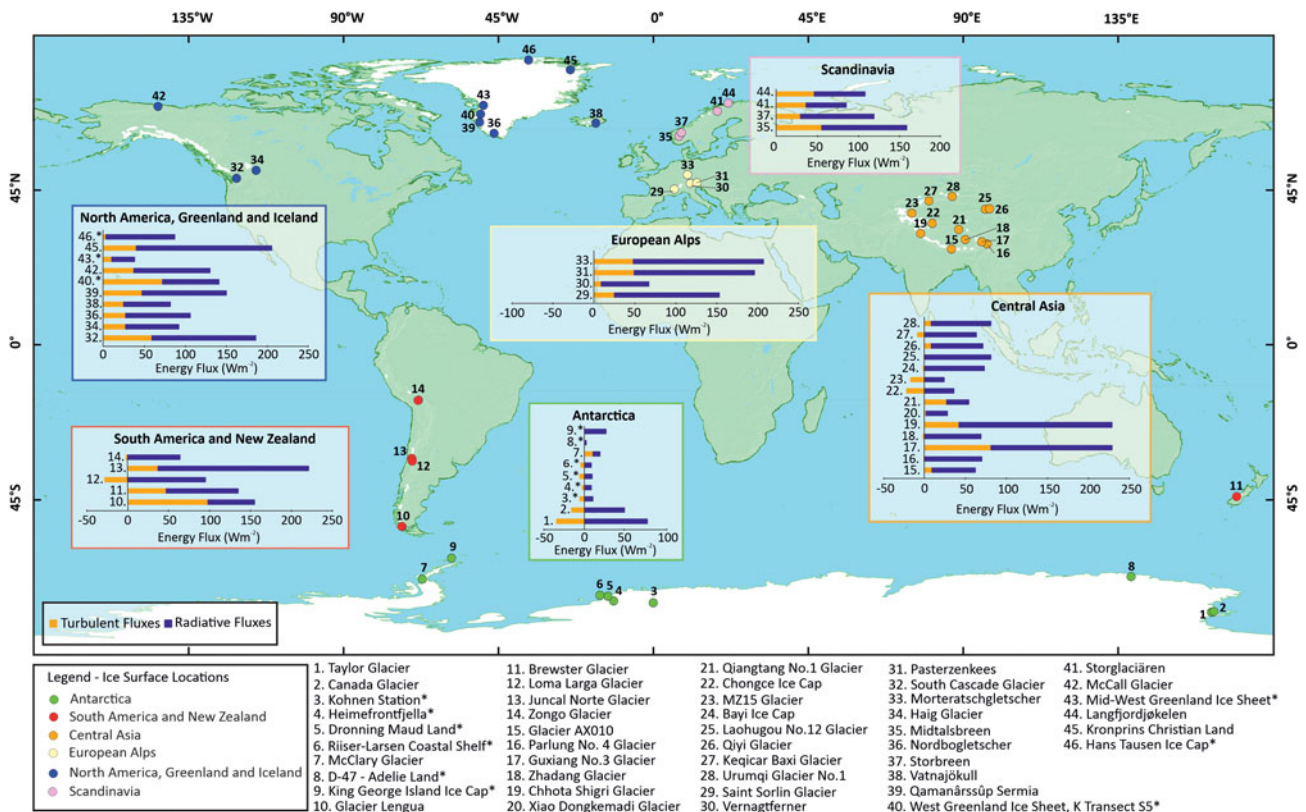 135°W 90°W 45°W 0° 45°E 90°E 135°E
46
45
42
43
40
39
36
38
44
41
37
35
34
32
33
31
30
29
45°N
45°N
27
28
25
26
23
22
21
18
19
15
17
16
Scandinavia
44.
41.
37.
35.
0 50 100 150 200
Energy Flux (Wm⁻²)
North America, Greenland and Iceland
46.*
45.
43.*
42.
40.*
39.
38.
36.
34.
32.
0 50 100 150 200 250
Energy Flux (Wm⁻²)
European Alps
33.
31.
30.
29.
-100 -50 0 50 100 150 200 250
Energy Flux (Wm⁻²)
Central Asia
28.
27.
26.
25.
24.
23.
22.
21.
20.
19.
18.
17.
16.
15.
-50 0 50 100 150 200 250
Energy Flux (Wm⁻²)
0°
0°
14
13
12
10
11
South America and New Zealand
14.
13.
12.
11.
10.
-50 0 50 100 150 200 250
Energy Flux (Wm⁻²)
Antarctica
9.*
8.*
7.
6.*
5.*
4.*
3.*
2.
1.
-50 0 50 100
Energy Flux (Wm⁻²)
45°S
45°S
9
7
6
5
4
3
8
1
2
Turbulent Fluxes Radiative Fluxes
135°W 90°W 45°W 0° 45°E 90°E 135°E
Legend - Ice Surface Locations
Antarctica
South America and New Zealand
Central Asia
European Alps
North America, Greenland and Iceland
Scandinavia
1. Taylor Glacier
2. Canada Glacier
3. Kohnen Station*
4. Heimefrontfjella*
5. Dronning Maud Land*
6. Riiser-Larsen Coastal Shelf*
7. McClary Glacier
8. D-47 - Adelie Land*
9. King George Island Ice Cap*
10. Glacier Lengua
11. Brewster Glacier
12. Loma Larga Glacier
13. Juncal Norte Glacier
14. Zongo Glacier
15. Glacier AX010
16. Parlung No. 4 Glacier
17. Guxiang No.3 Glacier
18. Zhadang Glacier
19. Chhota Shigri Glacier
20. Xiao Dongkemadi Glacier
21. Qiangtang No.1 Glacier
22. Chongce Ice Cap
23. MZ15 Glacier
24. Bayi Ice Cap
25. Laohugou No.12 Glacier
26. Qiyi Glacier
27. Keqicar Baxi Glacier
28. Urumqi Glacier No.1
29. Saint Sorlin Glacier
30. Vernagtferner
31. Pasterzenkees
32. South Cascade Glacier
33. Morteratschgletscher
34. Haig Glacier
35. Midtalsbreen
36. Nordbogletscher
37. Storbreen
38. Vatnajökull
39. Qamanârssûp Sermia
40. West Greenland Ice Sheet, K Transect S5*
41. Storglaciären
42. McCall Glacier
43. Mid-West Greenland Ice Sheet*
44. Langfjordjøkelen
45. Kronprins Christian Land
46. Hans Tausen Ice Cap*